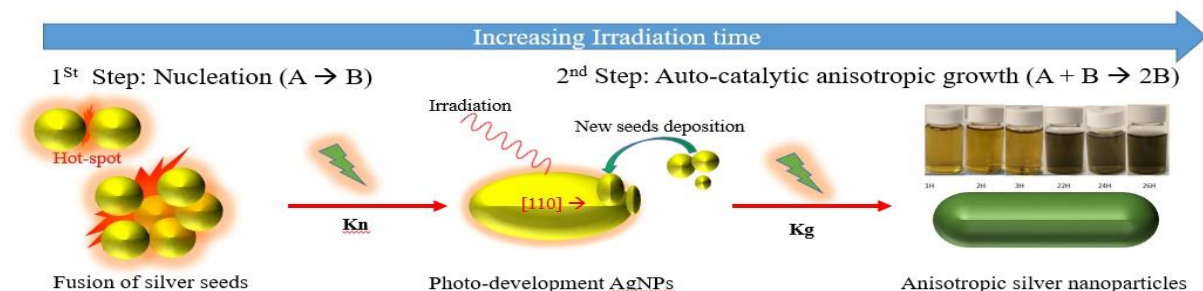 Increasing Irradiation time
1St Step: Nucleation (A → B)
2nd Step: Auto-catalytic anisotropic growth (A + B → 2B)
Irradiation
New seeds deposition
Hot-spot
1H 2H 3H 22H 24H 26H
[110] →
Kn
Kg
Fusion of silver seeds
Photo-development AgNPs
Anisotropic silver nanoparticles